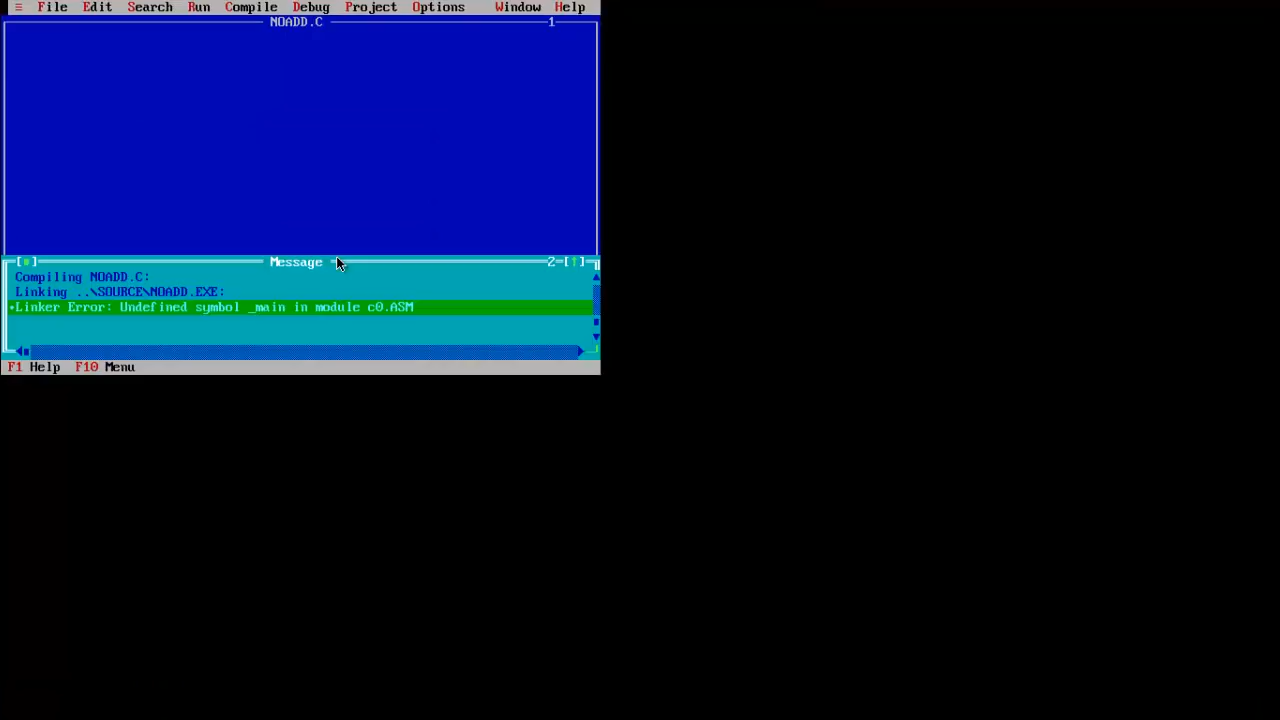 ≡ File Edit Search Run Compile Debug Project Options Window Help
NOADD.C 1
[■] Message 2 [↑]
Compiling NOADD.C:
Linking ..\SOURCE\NOADD.EXE:
•Linker Error: Undefined symbol _main in module c0.ASM
F1 Help F10 Menu